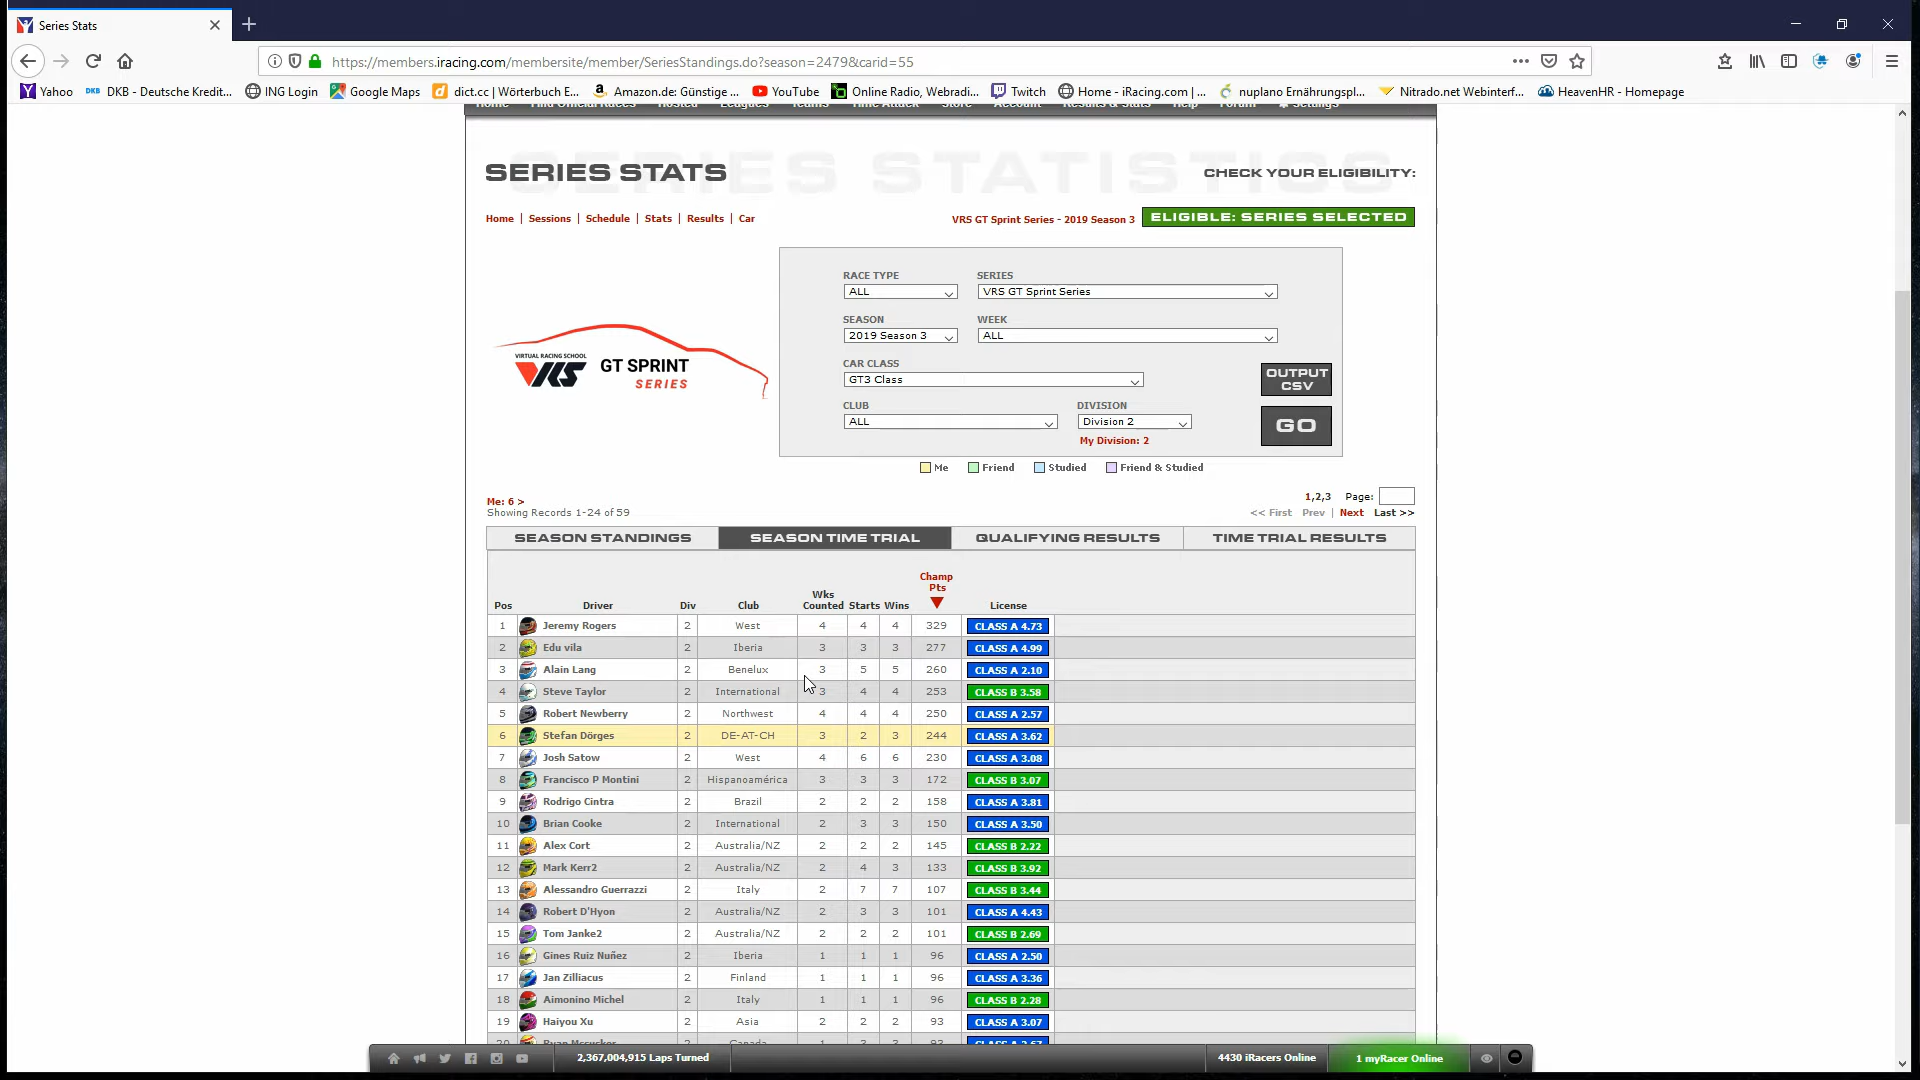 Series Stats
https://members.iracing.com/membersite/member/SeriesStandings.do?season=2479&carid=55
Yahoo DKB - Deutsche Kredit... ING Login Google Maps dict.cc | Wörterbuch E... Amazon.de: Günstige ... YouTube Online Radio, Webradi... Twitch Home - iRacing.com | ... nuplano Ernährungspl... Nitrado.net Webinterf... HeavenHR - Homepage
Home Find Official Races Hosted Leagues Teams Time Attack Store Account Results & Stats Help Forum Settings
SERIES STATISTICS
SERIES STATS
CHECK YOUR ELIGIBILITY:
Home | Sessions | Schedule | Stats | Results | Car
VRS GT Sprint Series - 2019 Season 3 ELIGIBLE: SERIES SELECTED
VIRTUAL RACING SCHOOL
VRS GT SPRINT
SERIES
RACE TYPE SERIES
ALL VRS GT Sprint Series
SEASON WEEK
2019 Season 3 ALL
CAR CLASS
GT3 Class
OUTPUT CSV
CLUB DIVISION
ALL Division 2
GO
My Division: 2
Me Friend Studied Friend & Studied
Me: 6 >
1,2,3 Page:
Showing Records 1-24 of 59
<< First Prev | Next Last >>
SEASON STANDINGS SEASON TIME TRIAL QUALIFYING RESULTS TIME TRIAL RESULTS
Pos Driver Div Club Wks Counted Starts Wins Champ Pts License
1 Jeremy Rogers 2 West 4 4 4 329 CLASS A 4.73
2 Edu vila 2 Iberia 3 3 3 277 CLASS A 4.99
3 Alain Lang 2 Benelux 3 5 5 260 CLASS A 2.10
4 Steve Taylor 2 International 3 4 4 253 CLASS B 3.58
5 Robert Newberry 2 Northwest 4 4 4 250 CLASS A 2.57
6 Stefan Dörges 2 DE-AT-CH 3 2 3 244 CLASS A 3.62
7 Josh Satow 2 West 4 6 6 230 CLASS A 3.08
8 Francisco P Montini 2 Hispanoamérica 3 3 3 172 CLASS B 3.07
9 Rodrigo Cintra 2 Brazil 2 2 2 158 CLASS A 3.81
10 Brian Cooke 2 International 2 3 3 150 CLASS A 3.50
11 Alex Cort 2 Australia/NZ 2 2 2 145 CLASS B 2.22
12 Mark Kerr2 2 Australia/NZ 2 4 3 133 CLASS B 3.92
13 Alessandro Guerrazzi 2 Italy 2 7 7 107 CLASS B 3.44
14 Robert D'Hyon 2 Australia/NZ 2 3 3 101 CLASS A 4.43
15 Tom Janke2 2 Australia/NZ 2 2 2 101 CLASS B 2.69
16 Gines Ruiz Nuñez 2 Iberia 1 1 1 96 CLASS A 2.50
17 Jan Zilliacus 2 Finland 1 1 1 96 CLASS A 3.36
18 Aimonino Michel 2 Italy 1 1 1 96 CLASS B 2.28
19 Haiyou Xu 2 Asia 2 2 2 93 CLASS A 3.07
2,367,004,915 Laps Turned 4430 iRacers Online 1 myRacer Online